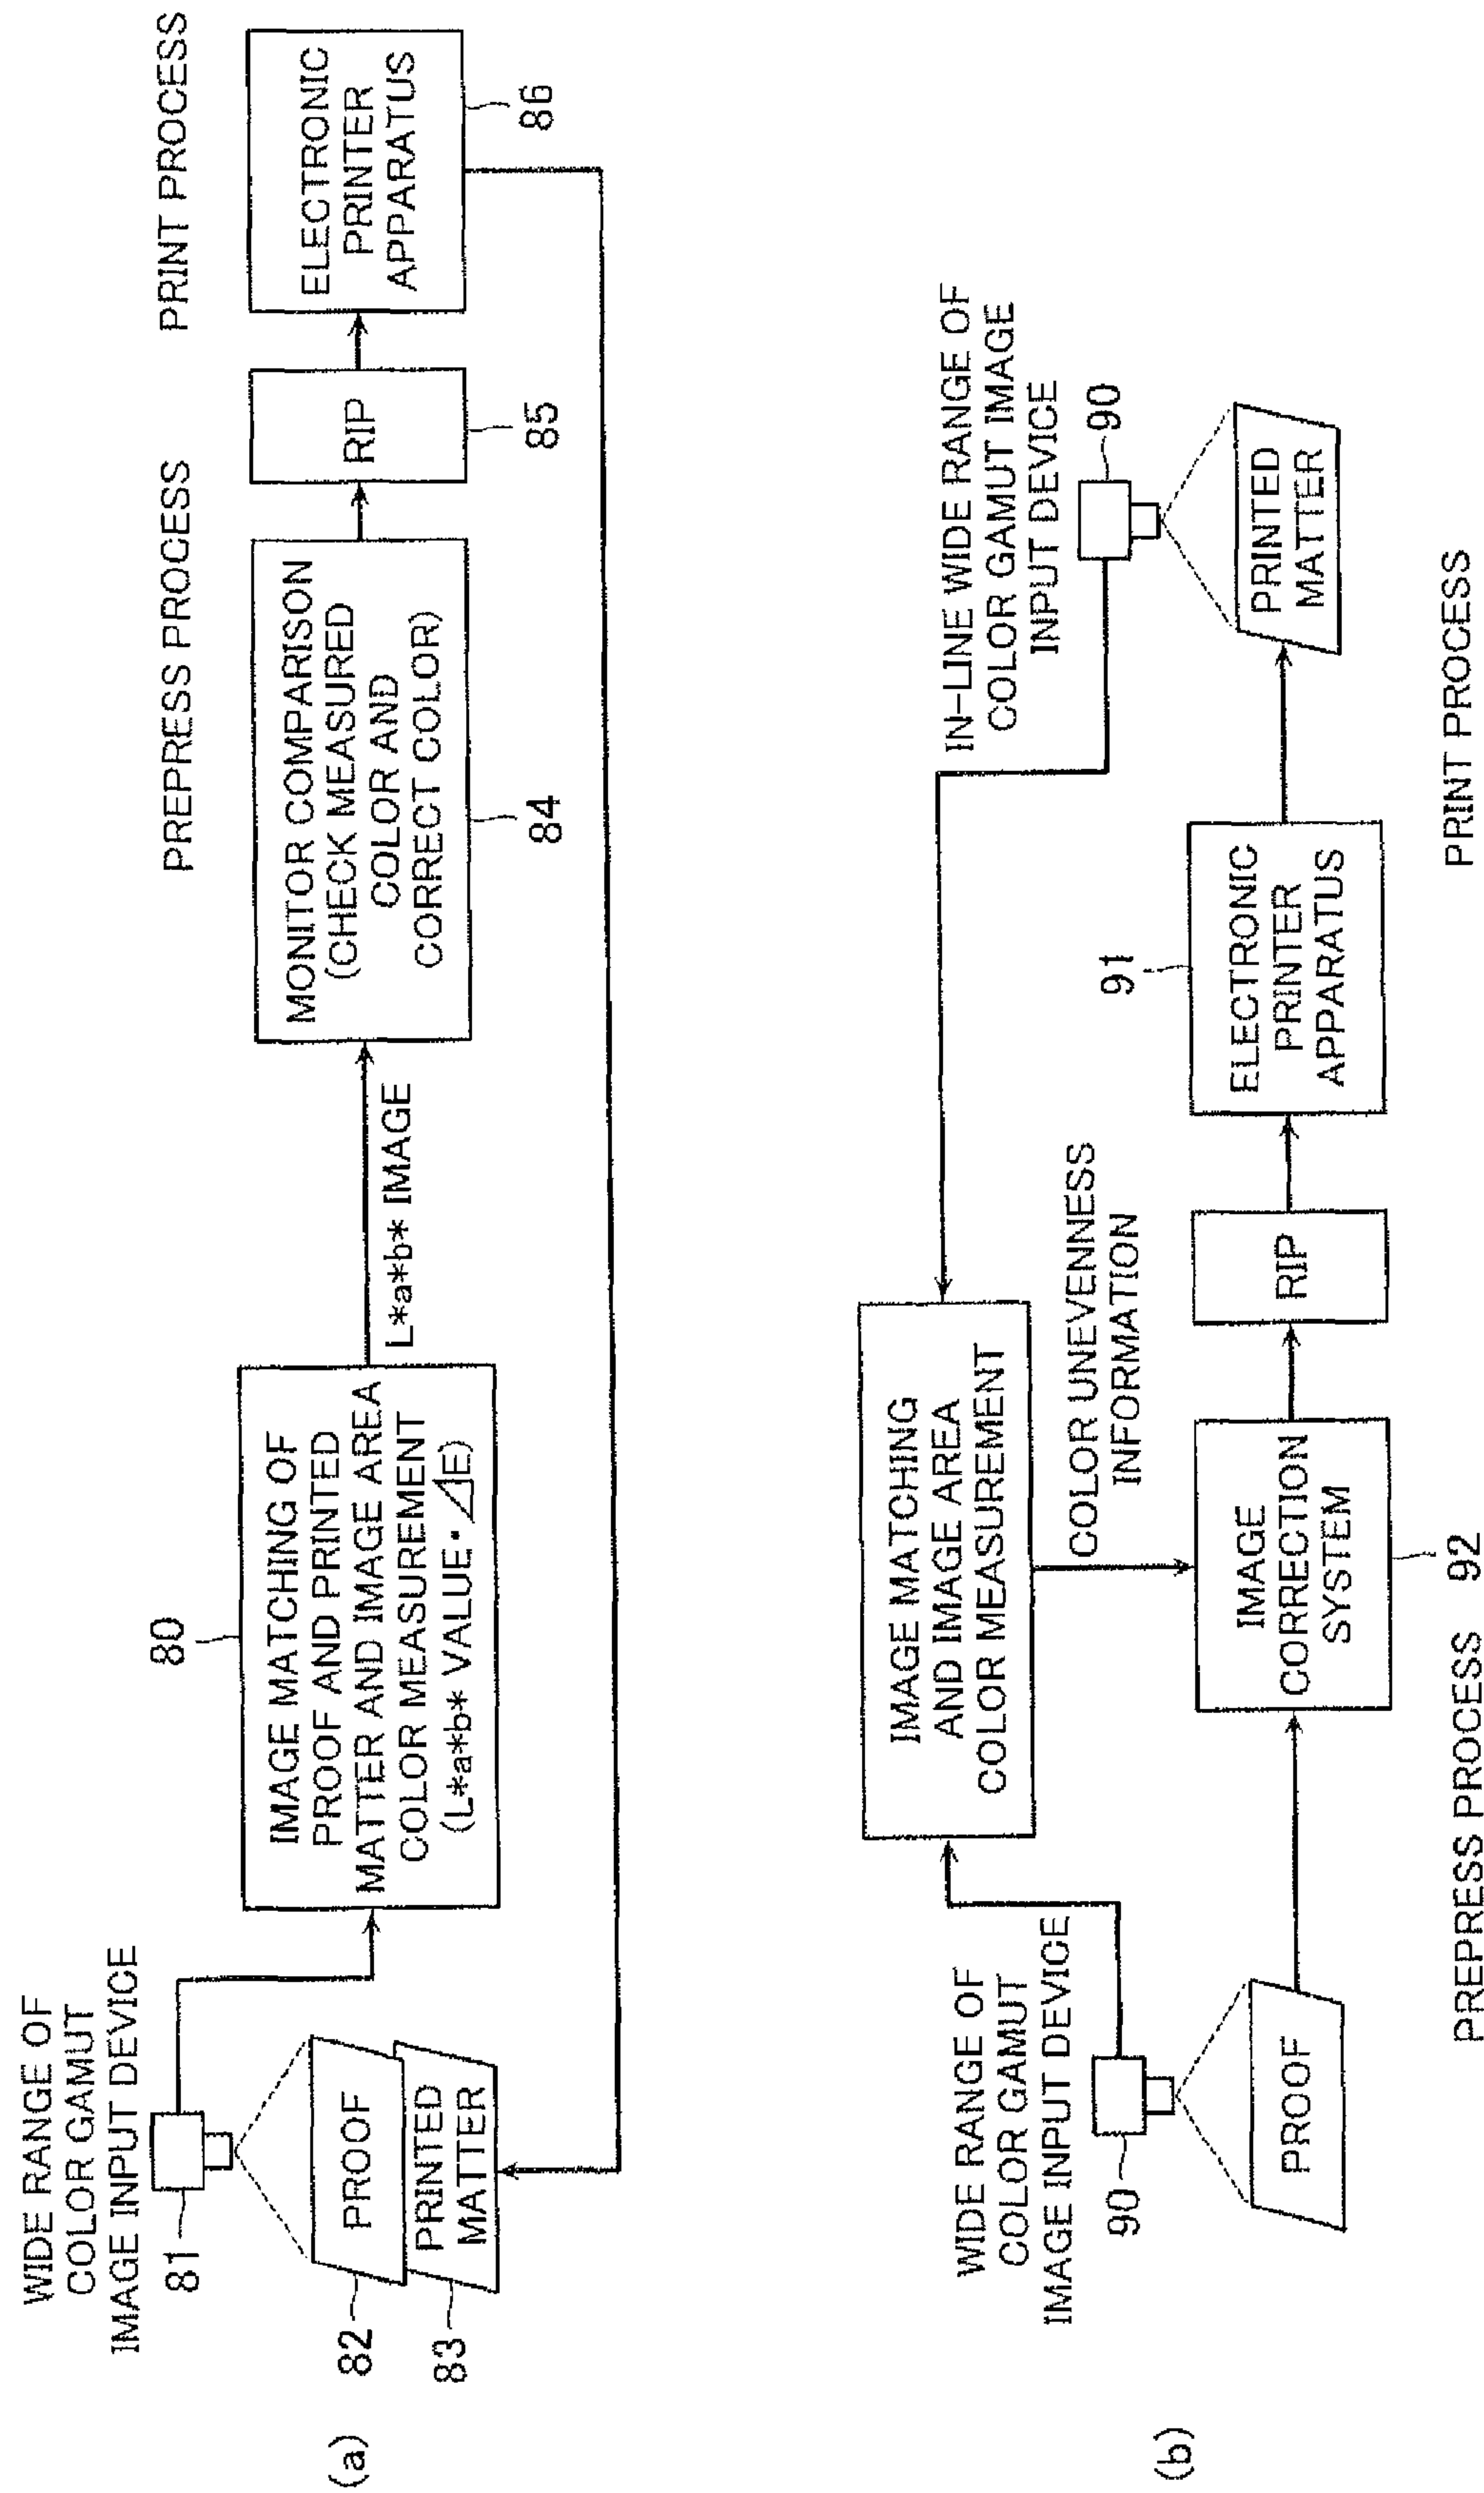 (a)
WIDE RANGE OF
COLOR GAMUT
IMAGE INPUT DEVICE
81
82
PROOF
83
PRINTED
MATTER
80
IMAGE MATCHING OF
PROOF AND PRINTED
MATTER AND IMAGE AREA
COLOR MEASUREMENT
(L*a*b* VALUE・⊿E)
L*a*b* IMAGE
PREPRESS PROCESS
MONITOR COMPARISON
(CHECK MEASURED
COLOR AND
CORRECT COLOR)
84
RIP
85
PRINT PROCESS
ELECTRONIC
PRINTER
APPARATUS
86
(b)
WIDE RANGE OF
COLOR GAMUT
IMAGE INPUT DEVICE
90
PROOF
IMAGE MATCHING
AND IMAGE AREA
COLOR MEASUREMENT
COLOR UNEVENNESS
INFORMATION
IMAGE
CORRECTION
SYSTEM
92
PREPRESS PROCESS
RIP
91
ELECTRONIC
PRINTER
APPARATUS
IN-LINE WIDE RANGE OF
COLOR GAMUT IMAGE
INPUT DEVICE
90
PRINTED
MATTER
PRINT PROCESS